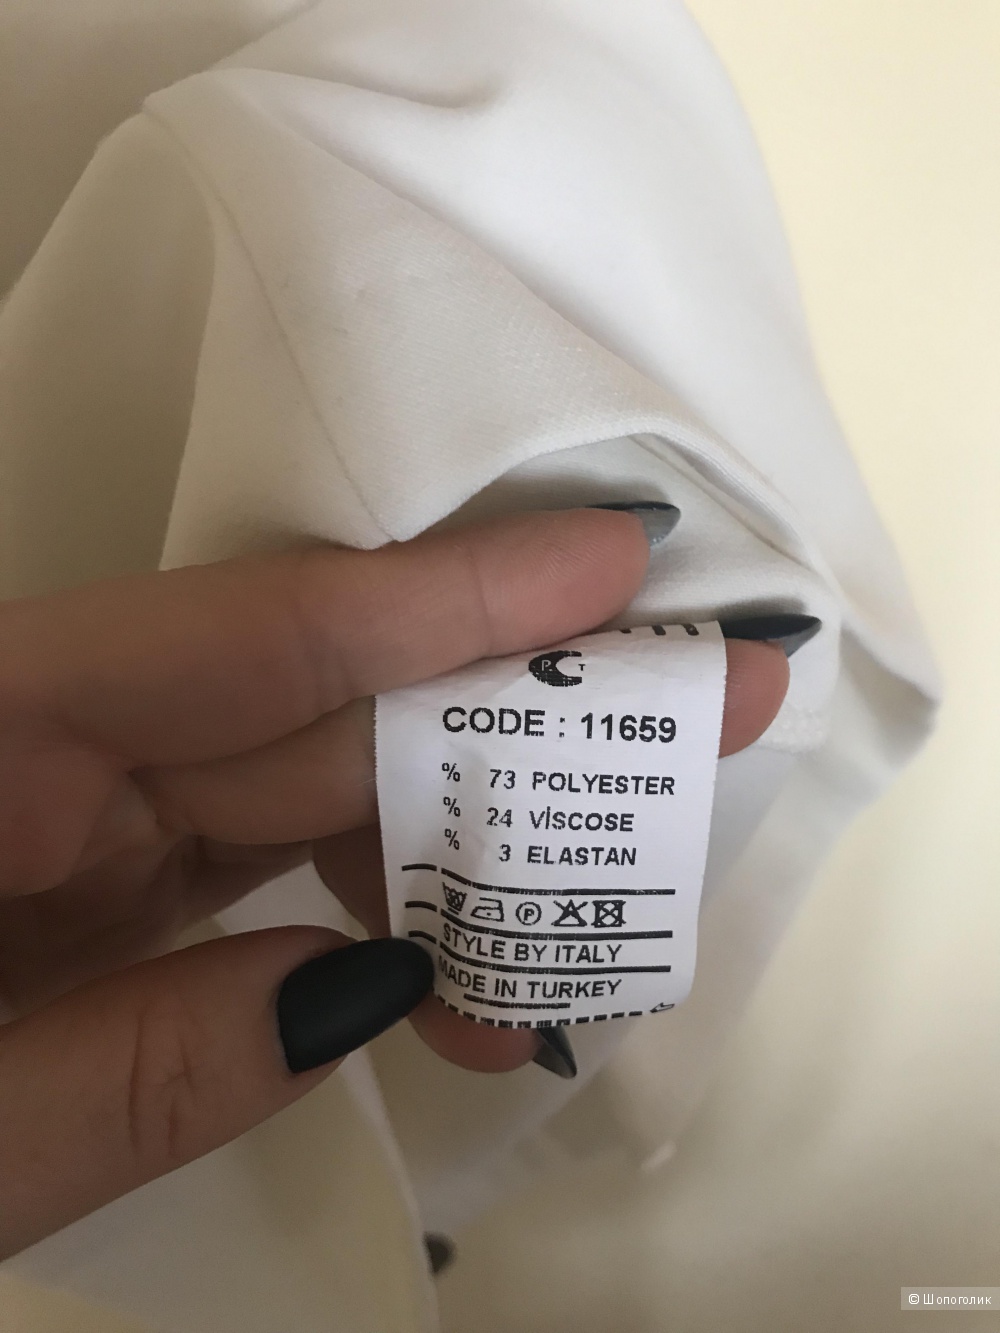 P T
CODE : 11659
% 73 POLYESTER
% 24 VİSCOSE
% 3 ELASTAN
P
STYLE BY ITALY
MADE IN TURKEY
© Шопоголик